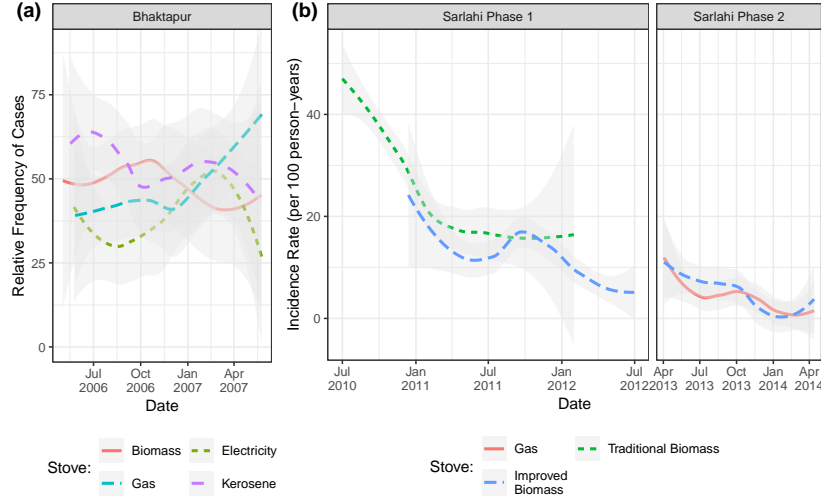 (a)
Bhaktapur
Relative Frequency of Cases
75
50
25
0
Jul 2006
Oct 2006
Jan 2007
Apr 2007
Date
Stove:
Biomass
Electricity
Gas
Kerosene
(b)
Sarlahi Phase 1
Sarlahi Phase 2
Incidence Rate (per 100 person−years)
40
20
0
Jul 2010
Jan 2011
Jul 2011
Jan 2012
Jul 2012
Apr 2013
Jul 2013
Oct 2013
Jan 2014
Apr 2014
Date
Stove:
Gas
Traditional Biomass
Improved
Biomass